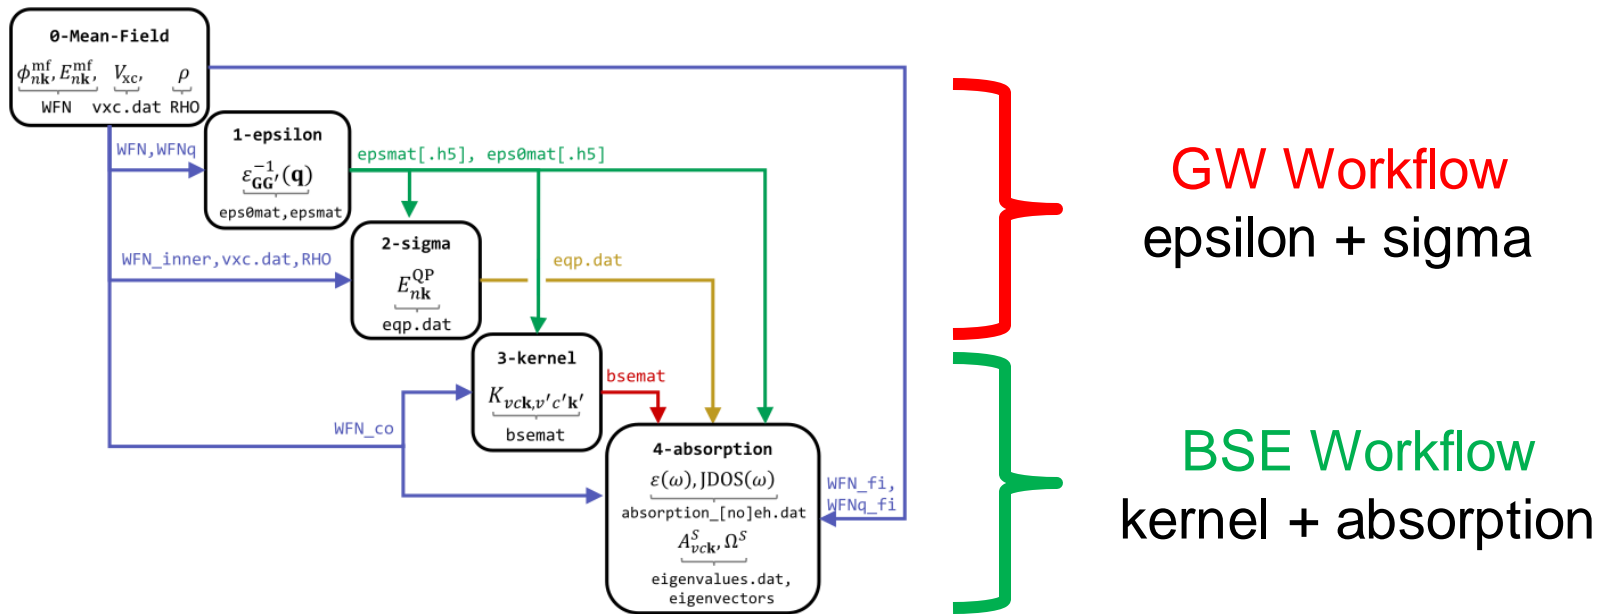 0-Mean-Field
ϕ^mf_nk, E^mf_nk, V_xc, ρ
WFN vxc.dat RHO
WFN,WFNq
1-epsilon
ε^−1_GG′(q)
eps0mat,epsmat
epsmat[.h5], eps0mat[.h5]
WFN_inner,vxc.dat,RHO
2-sigma
E^QP_nk
eqp.dat
eqp.dat
WFN_co
3-kernel
K_vck,v′c′k′
bsemat
bsemat
4-absorption
ε(ω), JDOS(ω)
absorption_[no]eh.dat
A^S_vck, Ω^S
eigenvalues.dat,
eigenvectors
WFN_fi,
WFNq_fi
GW Workflow
epsilon + sigma
BSE Workflow
kernel + absorption